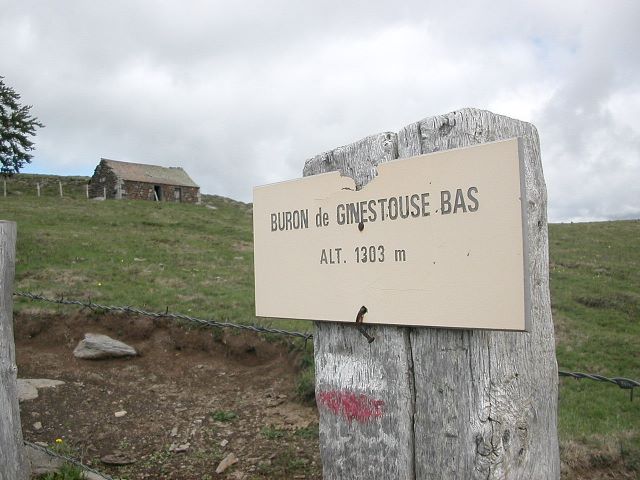 BURON de GINESTOUSE BAS
ALT. 1303 m